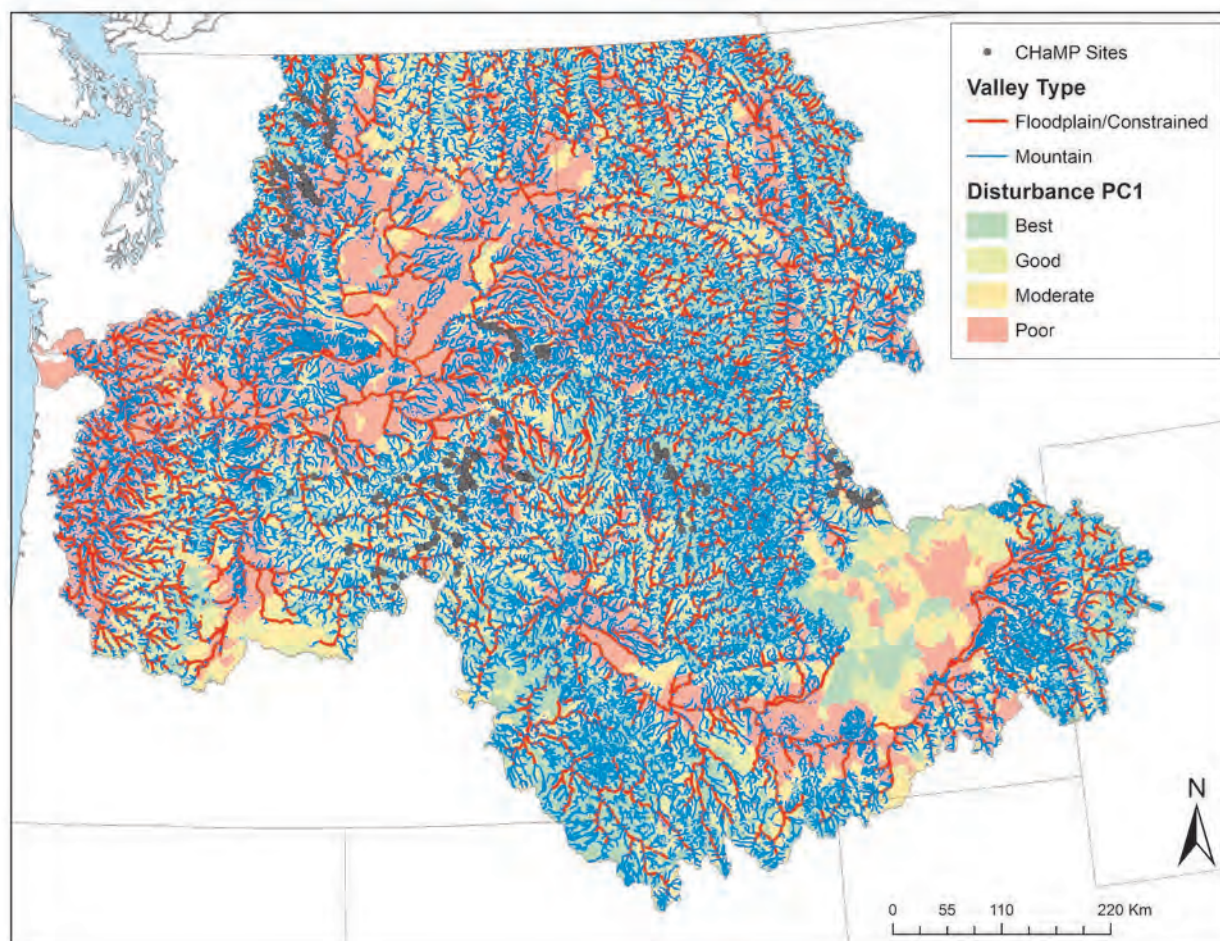 CHaMP Sites
Valley Type
Floodplain/Constrained
Mountain
Disturbance PC1
Best
Good
Moderate
Poor
N
0 55 110 220 Km